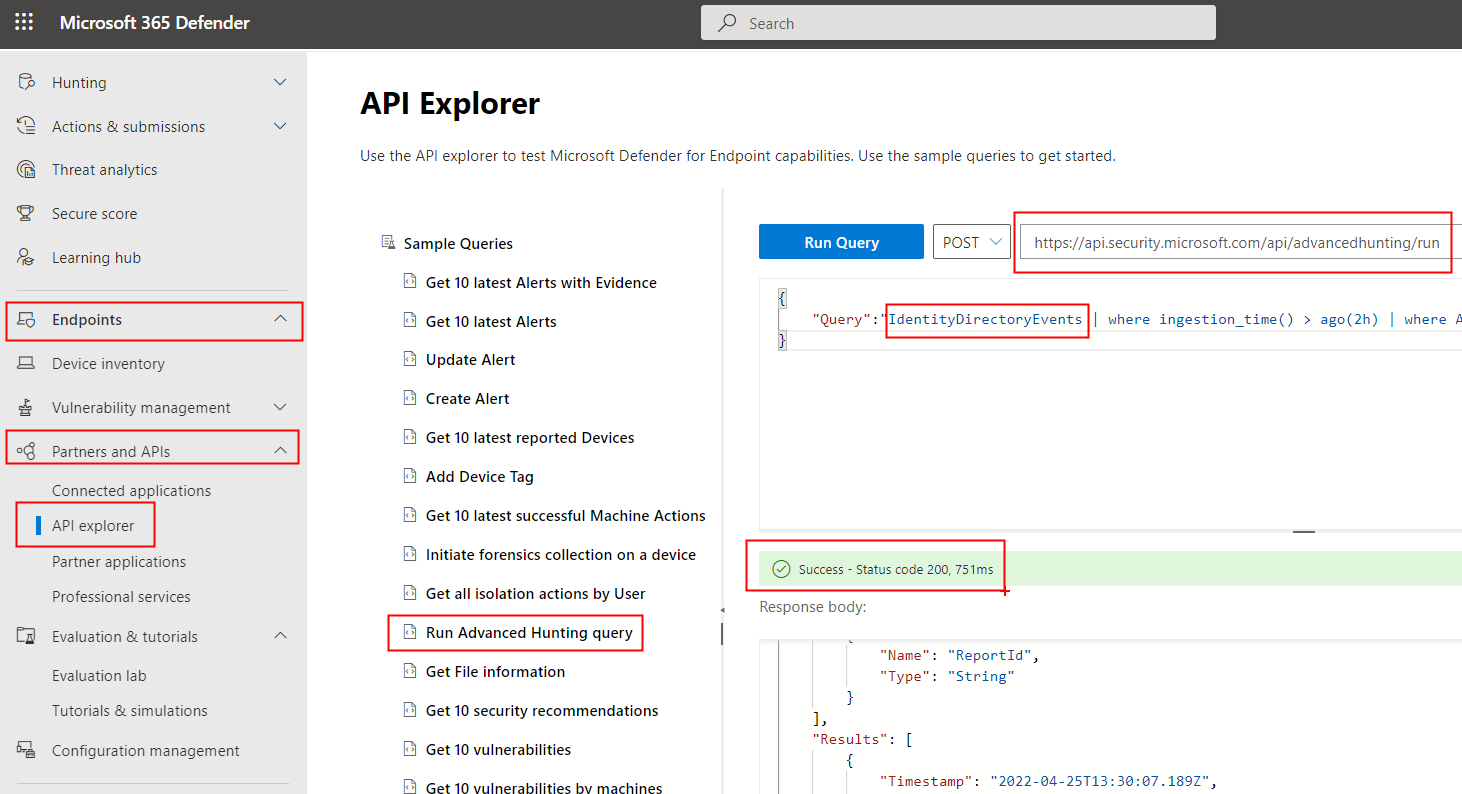 Microsoft 365 Defender
Search
Hunting
Actions & submissions
Threat analytics
Secure score
Learning hub
Endpoints
Device inventory
Vulnerability management
Partners and APIs
Connected applications
API explorer
Partner applications
Professional services
Evaluation & tutorials
Evaluation lab
Tutorials & simulations
Configuration management
API Explorer
Use the API explorer to test Microsoft Defender for Endpoint capabilities. Use the sample queries to get started.
Sample Queries
Get 10 latest Alerts with Evidence
Get 10 latest Alerts
Update Alert
Create Alert
Get 10 latest reported Devices
Add Device Tag
Get 10 latest successful Machine Actions
Initiate forensics collection on a device
Get all isolation actions by User
Run Advanced Hunting query
Get File information
Get 10 security recommendations
Get 10 vulnerabilities
Get 10 vulnerabilities by machines
Run Query
POST
https://api.security.microsoft.com/api/advancedhunting/run
{
"Query":"IdentityDirectoryEvents | where ingestion_time() > ago(2h) | where A
}
Success - Status code 200, 751ms
Response body:
{
"Name": "ReportId",
"Type": "String"
}
],
"Results": [
{
"Timestamp": "2022-04-25T13:30:07.189Z",